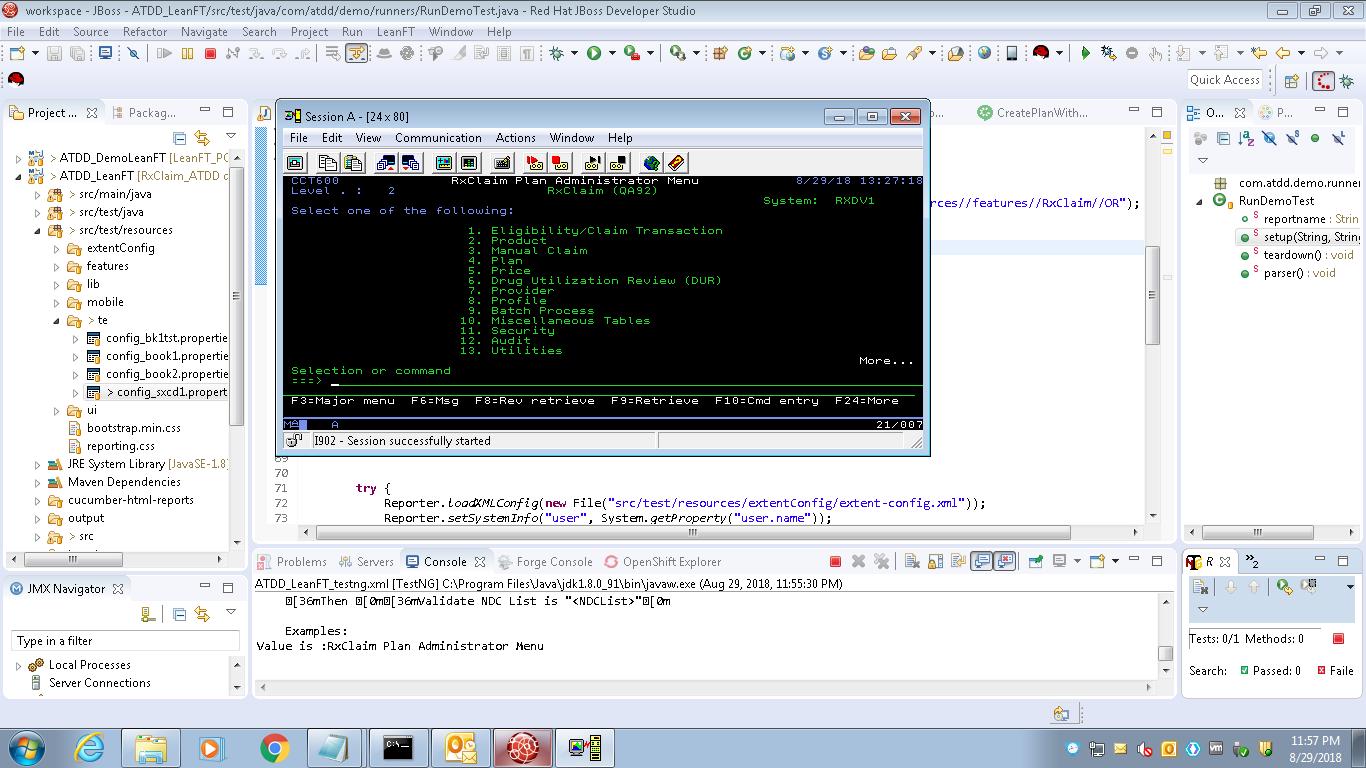 workspace - JBoss - ATDD_LeanFT/src/test/java/com/atdd/demo/runners/RunDemoTest.java - Red Hat JBoss Developer Studio
File Edit Source Refactor Navigate Search Project Run LeanFT Window Help
Quick Access
Project ...
Packag...
CreatePlanWith...
O...
P...
> ATDD_DemoLeanFT [LeanFT_PC
> ATDD_LeanFT [RxClaim_ATDD
> src/main/java
> src/test/java
> src/test/resources
extentConfig
features
lib
mobile
> te
config_bk1tst.propertie
config_book1.propertie
config_book2.propertie
> config_sxcd1.propert
ui
bootstrap.min.css
reporting.css
JRE System Library [JavaSE-1.8]
Maven Dependencies
cucumber-html-reports
output
> src
Session A - [24 x 80]
File Edit View Communication Actions Window Help
CCT600 RxClaim Plan Administrator Menu 8/29/18 13:27:18
Level . : 2 RxClaim (QA92)
System: RXDV1
Select one of the following:
1. Eligibility/Claim Transaction
2. Product
3. Manual Claim
4. Plan
5. Price
6. Drug Utilization Review (DUR)
7. Provider
8. Profile
9. Batch Process
10. Miscellaneous Tables
11. Security
12. Audit
13. Utilities
More...
Selection or command
===>
F3=Major menu F6=Msg F8=Rev retrieve F9=Retrieve F10=Cmd entry F24=More
MA A 21/007
I902 - Session successfully started
rces//features//RxClaim//OR");
70
71 try {
72 Reporter.loadXMLConfig(new File("src/test/resources/extentConfig/extent-config.xml"));
73 Reporter.setSystemInfo("user", System.getProperty("user.name"));
com.atdd.demo.runner
RunDemoTest
reportname : Strin
setup(String, Strin
teardown() : void
parser() : void
Problems Servers Console Forge Console OpenShift Explorer
ATDD_LeanFT_testng.xml [TestNG] C:\Program Files\Java\jdk1.8.0_91\bin\javaw.exe (Aug 29, 2018, 11:55:30 PM)
[36mThen [0m[36mValidate NDC List is "<NDCList>"[0m
Examples:
Value is :RxClaim Plan Administrator Menu
JMX Navigator
Type in a filter
Local Processes
Server Connections
R
»2
Tests: 0/1 Methods: 0
Search: Passed: 0 Faile
11:57 PM
8/29/2018